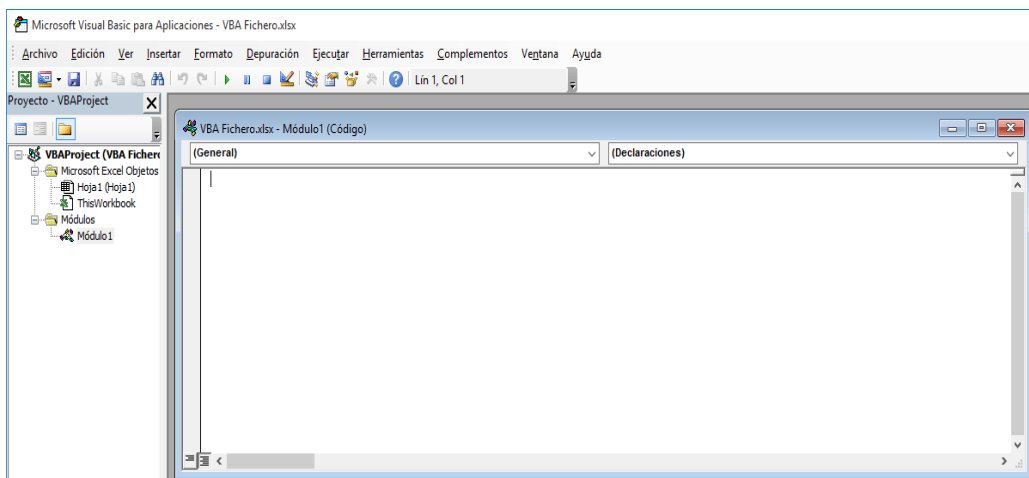 Microsoft Visual Basic para Aplicaciones - VBA Fichero.xlsx
Archivo Edición Ver Insertar Formato Depuración Ejecutar Herramientas Complementos Ventana Ayuda
Lín 1, Col 1
Proyecto - VBAProject
VBA Fichero.xlsx - Módulo1 (Código)
(General) (Declaraciones)
VBAProject (VBA Fichero
Microsoft Excel Objetos
Hoja1 (Hoja1)
ThisWorkbook
Módulos
Módulo1